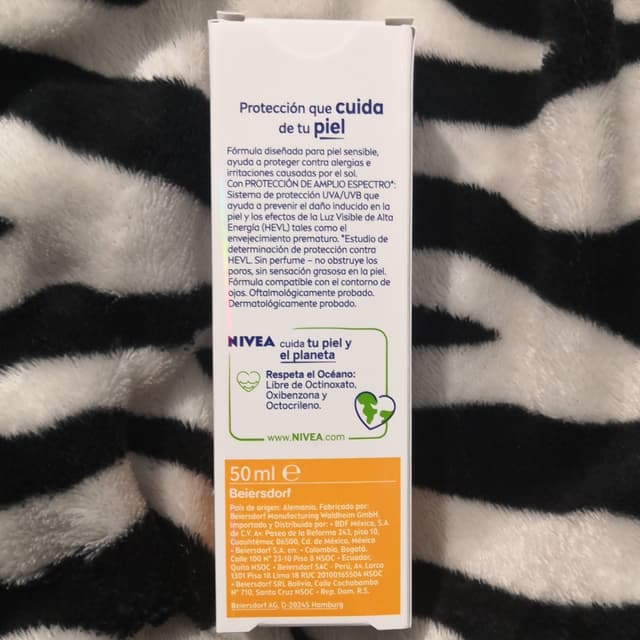 Protección que cuida
de tu piel
Fórmula diseñada para piel sensible,
ayuda a proteger contra alergias e
irritaciones causadas por el sol.
Con PROTECCIÓN DE AMPLIO ESPECTRO*:
Sistema de protección UVA/UVB que
ayuda a prevenir el daño inducido en la
piel y los efectos de la Luz Visible de Alta
Energía (HEVL) tales como el
envejecimiento prematuro. *Estudio de
determinación de protección contra
HEVL. Sin perfume – no obstruye los
poros, sin sensación grasosa en la piel.
Fórmula compatible con el contorno de
ojos. Oftalmológicamente probado.
Dermatológicamente probado.
NIVEA cuida tu piel y
el planeta
Respeta el Océano:
Libre de Octinoxato,
Oxibenzona y
Octocrileno.
www.NIVEA.com
50 ml ℮
Beiersdorf
País de origen: Alemania. Fabricado por:
Beiersdorf Manufacturing Waldheim GmbH.
Importado y Distribuido por: • BDF México, S.A.
de C.V. Av. Paseo de la Reforma 243, piso 10,
Cuauhtémoc, 06500, Cd. de México, México
• Beiersdorf S.A. en: • Colombia, Bogotá.
Calle 100 N° 23-10 Piso 8 NSOC • Ecuador,
Quito NSOC • Beiersdorf SAC - Perú, Av. Larco
1301 Piso 18 Lima 18 RUC 20100165504 NSOC
• Beiersdorf SRL Bolivia, Calle Cochabamba
N° 710, Santa Cruz NSOC • Rep. Dom. R.S.
Beiersdorf AG, D-20245 Hamburg